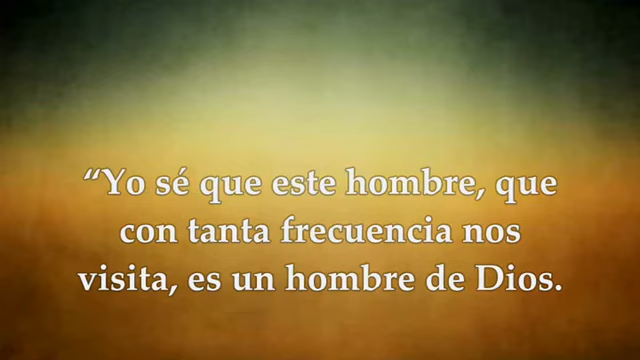 “Yo sé que este hombre, que
con tanta frecuencia nos
visita, es un hombre de Dios.